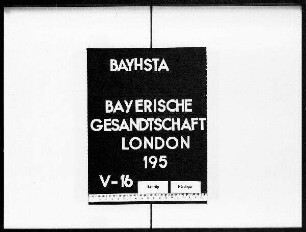 BAYHSTA
BAYERISCHE
GESANDTSCHAFT
LONDON
195
V-16